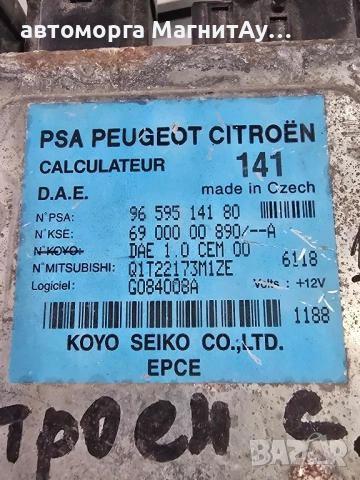 автоморга МагнитАу...
PSA PEUGEOT CITROËN
CALCULATEUR 141
D.A.E. made in Czech
N°PSA: 96 595 141 80
N°KSE: 69 000 00 890/--A
N°KOYO: DAE 1.0 CEM 00
N°MITSUBISHI: Q1T22173M1ZE 6118
Logiciel: G084008A Volts: +12V
1188
KOYO SEIKO CO.,LTD.
EPCE
троен
bazar